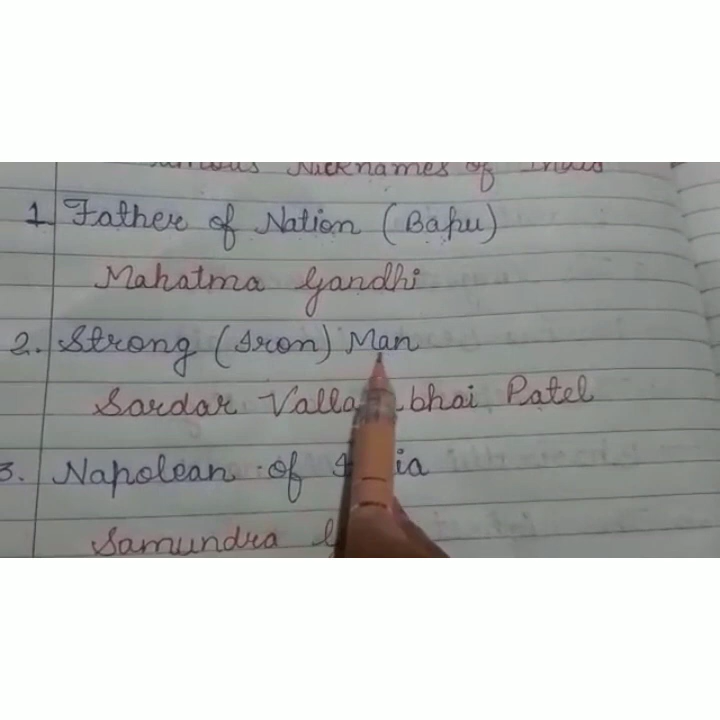 Nicknames of India
1 Father of Nation (Bapu)
Mahatma Gandhi
2. Strong (Iron) Man
Sardar Valla bhai Patel
3. Napolean of ia
Samundra